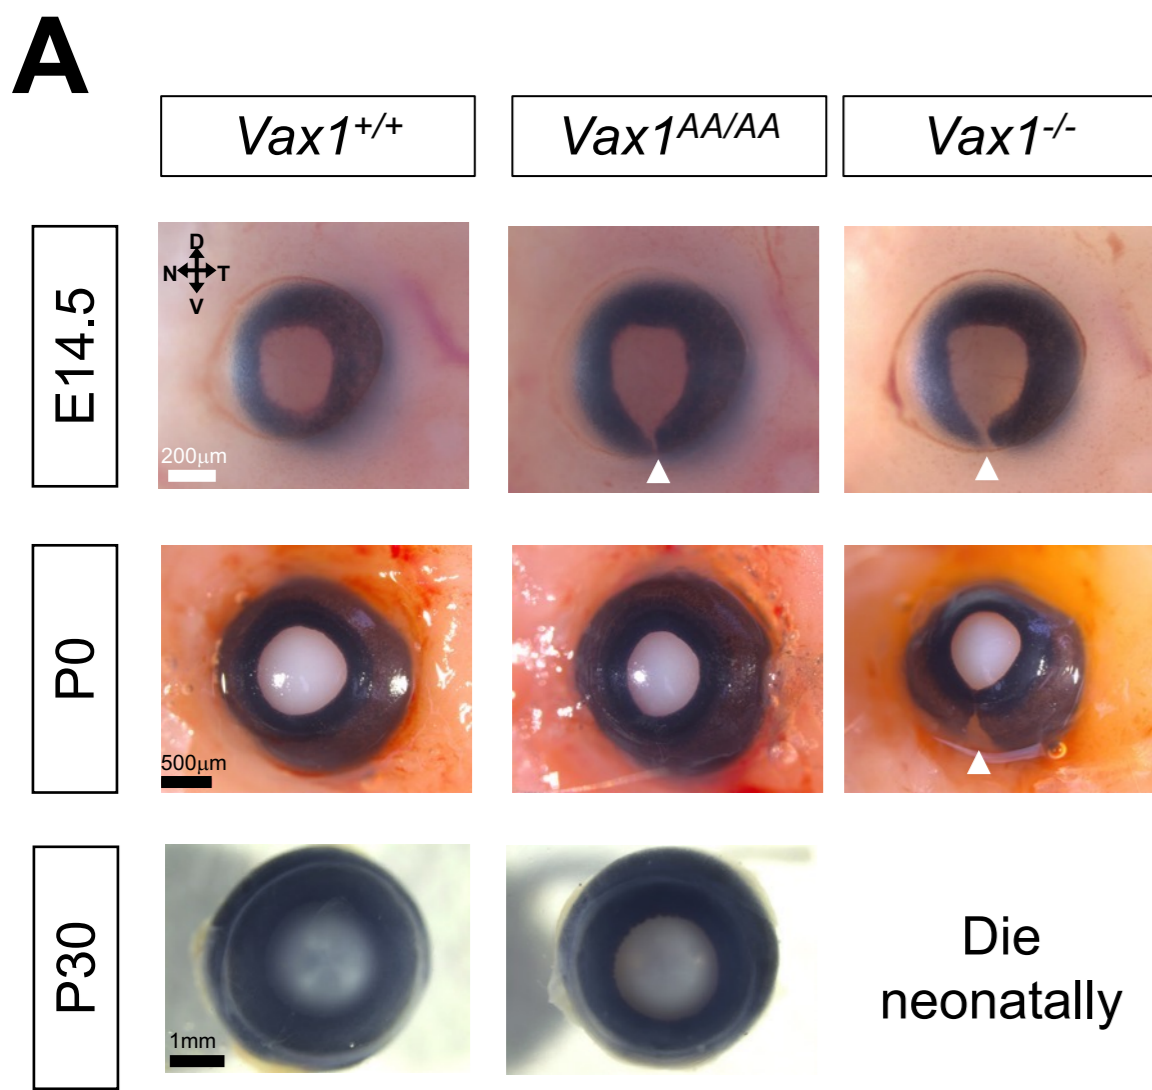 A
Vax1+/+
Vax1AA/AA
Vax1-/-
E14.5
D
N T
V
200μm
P0
500μm
P30
1mm
Die
neonatally